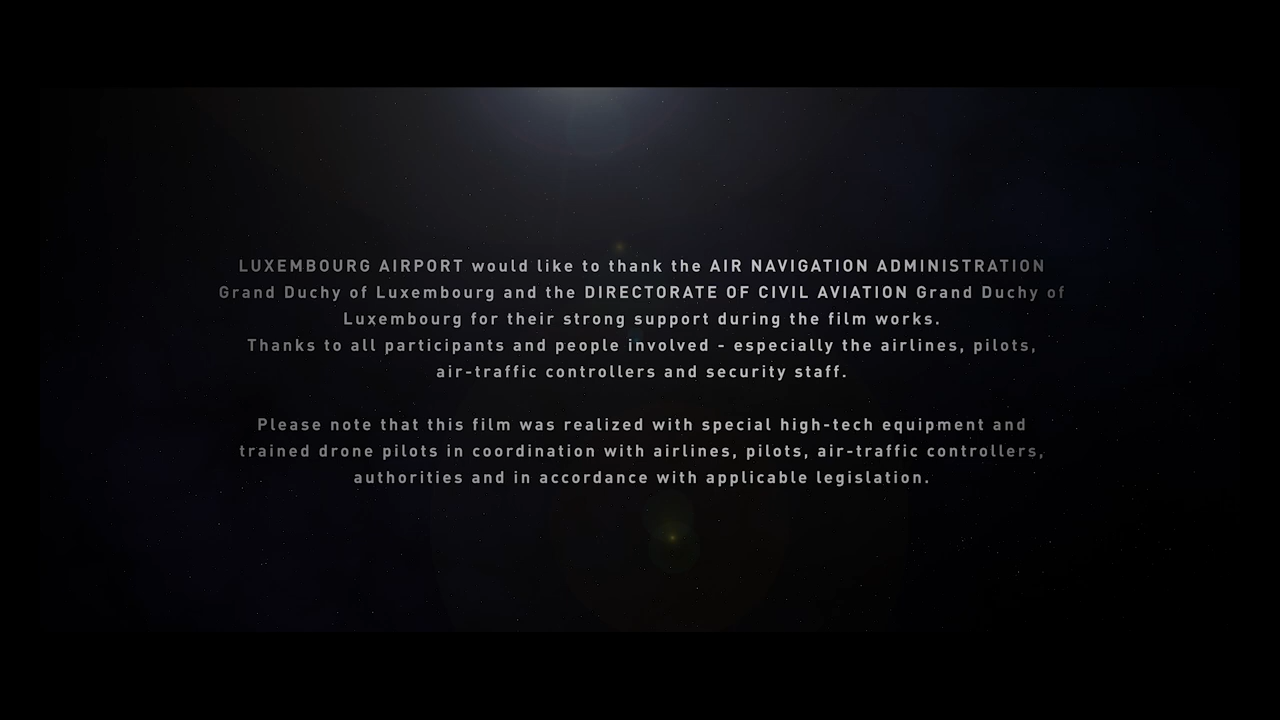 LUXEMBOURG AIRPORT would like to thank the AIR NAVIGATION ADMINISTRATION
Grand Duchy of Luxembourg and the DIRECTORATE OF CIVIL AVIATION Grand Duchy of
Luxembourg for their strong support during the film works.
Thanks to all participants and people involved - especially the airlines, pilots,
air-traffic controllers and security staff.
Please note that this film was realized with special high-tech equipment and
trained drone pilots in coordination with airlines, pilots, air-traffic controllers,
authorities and in accordance with applicable legislation.